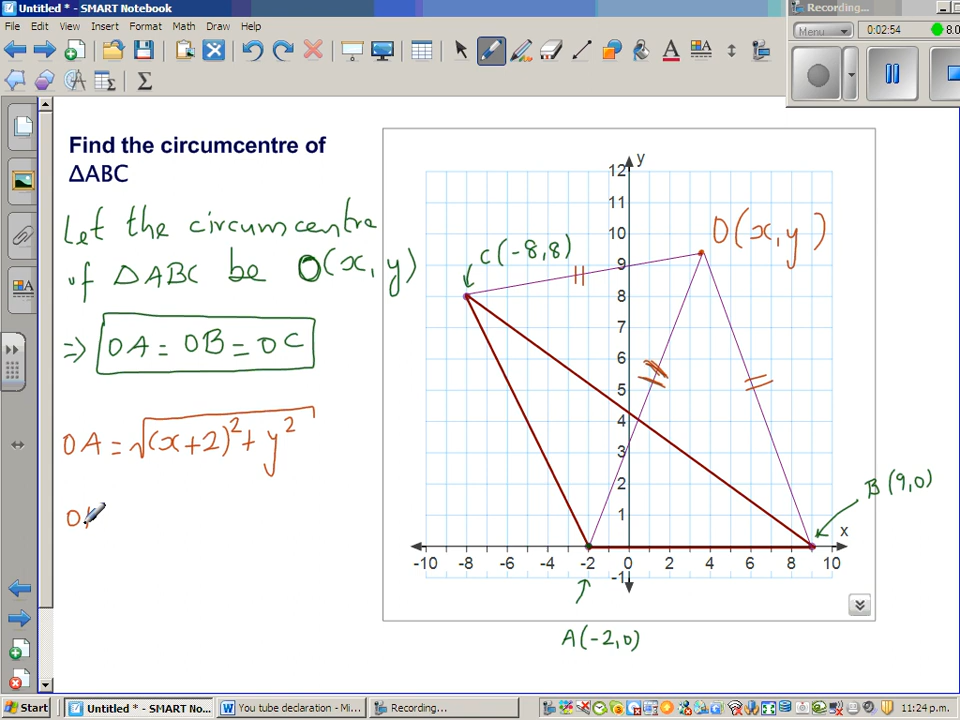 Untitled * - SMART Notebook
Recording...
File Edit View Insert Format Math Draw Help
Menu
0:02:54
8.0
Find the circumcentre of
ΔABC
Let the circumcentre
of ΔABC be O(x, y)
⇒ OA = OB = OC
OA = √(x+2)² + y²
y
12
11
10
9
8
7
6
5
4
3
2
1
-1
-10 -8 -6 -4 -2 0 2 4 6 8 10
x
C(-8,8)
O(x,y)
B(9,0)
A(-2,0)
Start
Untitled * - SMART No...
You tube declaration - Mi...
Recording...
11:24 p.m.